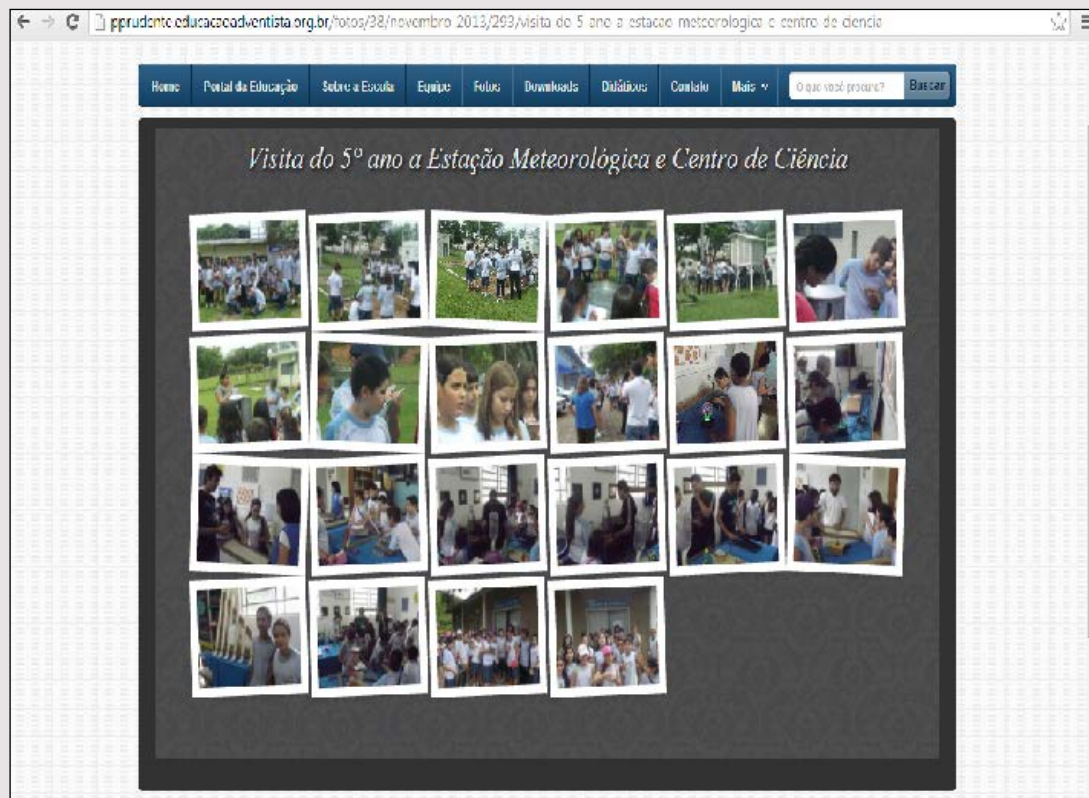 pprudente.educacaoadventista.org.br/fotos/38/novembro-2013/293/visita-do-5-ano-a-estacao-meteorologica-e-centro-de-ciencia
Home Portal da Educação Sobre a Escola Equipe Fotos Downloads Didáticos Contato Mais O que você procura? Buscar
Visita do 5º ano a Estação Meteorológica e Centro de Ciência